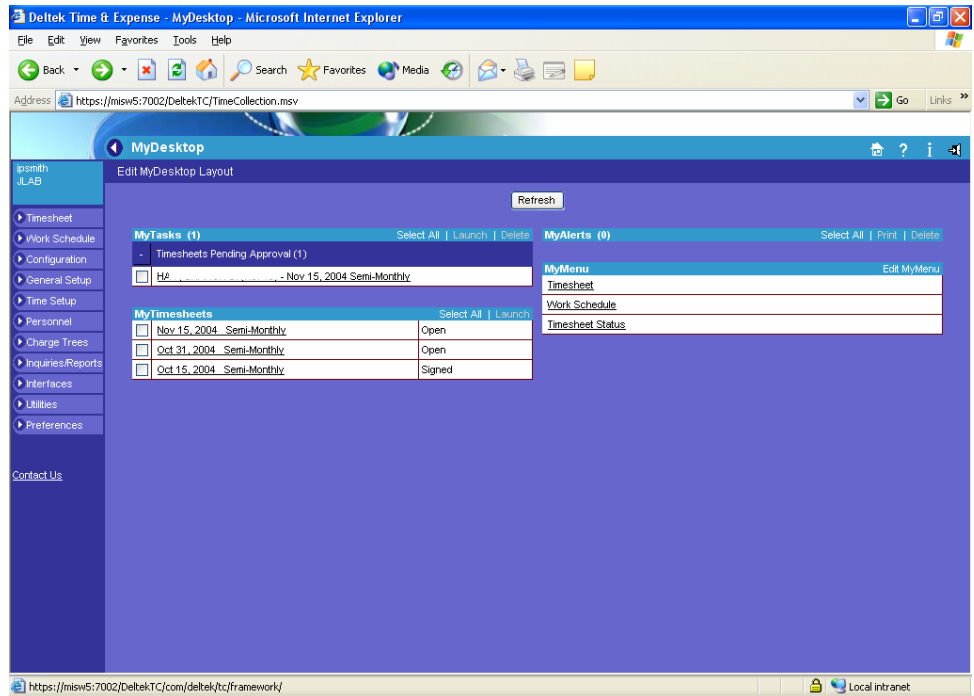 Deltek Time & Expense - MyDesktop - Microsoft Internet Explorer
File Edit View Favorites Tools Help
Back Search Favorites Media
Address https://misw5:7002/DeltekTC/TimeCollection.msv Go Links »
MyDesktop ? i
Edit MyDesktop Layout
jpsmith
JLAB
Timesheet
Work Schedule
Configuration
General Setup
Time Setup
Personnel
Charge Trees
Inquiries/Reports
Interfaces
Utilities
Preferences
Contact Us
Refresh
MyTasks (1) Select All | Launch | Delete
- Timesheets Pending Approval (1)
- Nov 15, 2004 Semi-Monthly
MyTimesheets Select All | Launch
Nov 15, 2004 Semi-Monthly Open
Oct 31, 2004 Semi-Monthly Open
Oct 15, 2004 Semi-Monthly Signed
MyAlerts (0) Select All | Print | Delete
MyMenu Edit MyMenu
Timesheet
Work Schedule
Timesheet Status
https://misw5:7002/DeltekTC/com/deltek/tc/framework/ Local intranet